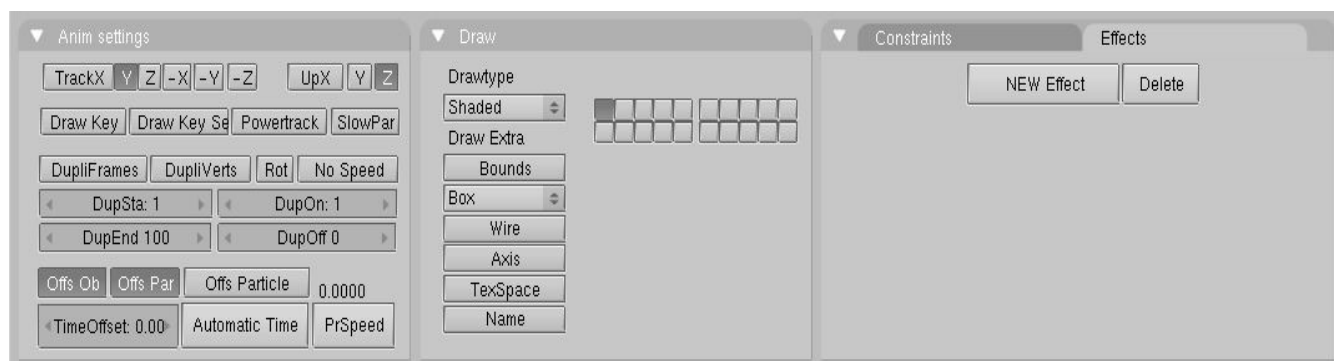 Anim settings
TrackX Y Z -X -Y -Z UpX Y Z
Draw Key Draw Key Se Powertrack SlowPar
DupliFrames DupliVerts Rot No Speed
DupSta: 1 DupOn: 1
DupEnd 100 DupOff 0
Offs Ob Offs Par Offs Particle 0.0000
TimeOffset: 0.00 Automatic Time PrSpeed
Draw
Drawtype
Shaded
Draw Extra
Bounds
Box
Wire
Axis
TexSpace
Name
Constraints Effects
NEW Effect Delete